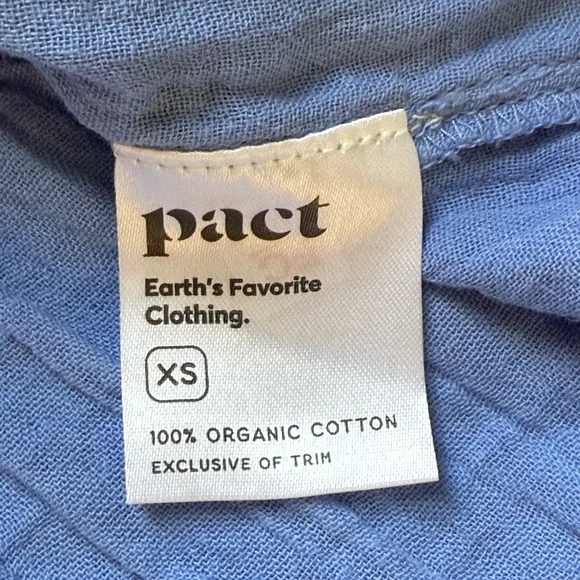 pact
Earth's Favorite
Clothing.
XS
100% ORGANIC COTTON
EXCLUSIVE OF TRIM